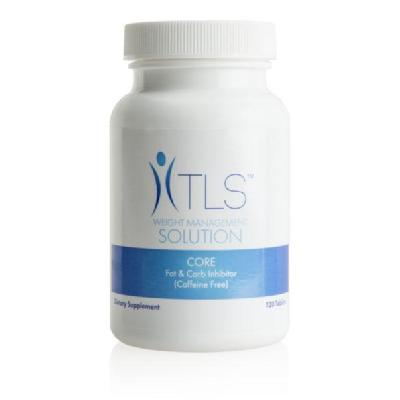 TLS™
WEIGHT MANAGEMENT
SOLUTION
CORE
Fat & Carb Inhibitor
(Caffeine Free)
Dietary Supplement 120 Tablets